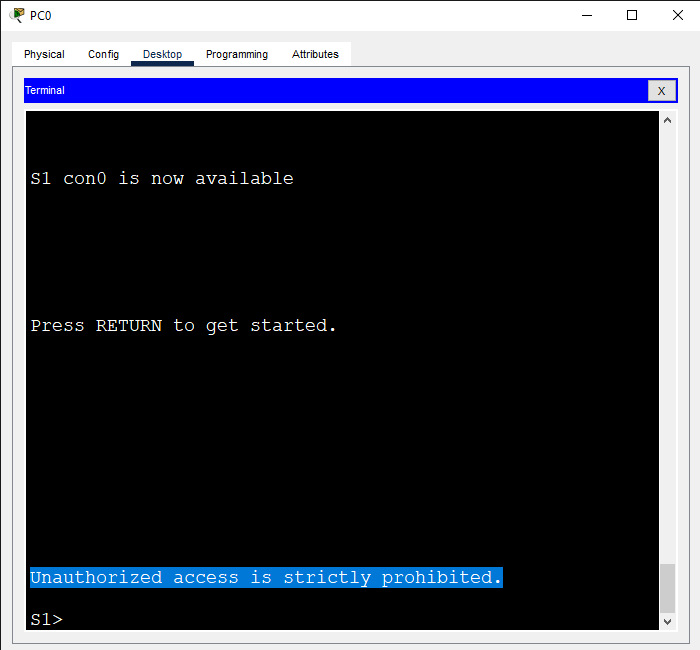 PC0
Physical Config Desktop Programming Attributes
Terminal X
S1 con0 is now available
Press RETURN to get started.
Unauthorized access is strictly prohibited.
S1>